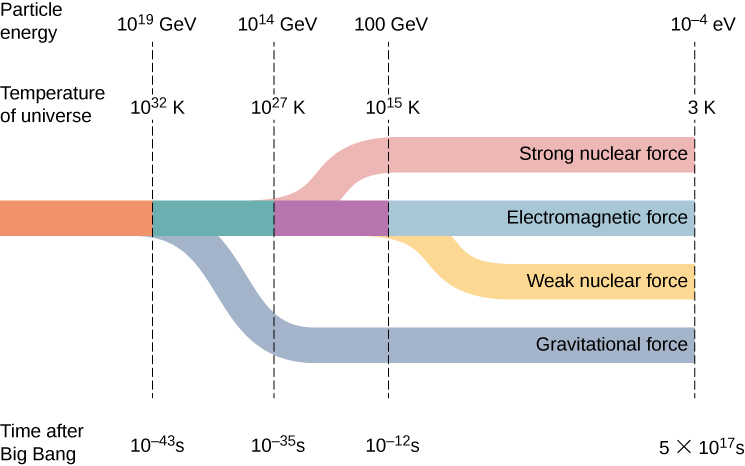 Particle
energy
10¹⁹ GeV
10¹⁴ GeV
100 GeV
10⁻⁴ eV
Temperature
of universe
10³² K
10²⁷ K
10¹⁵ K
3 K
Strong nuclear force
Electromagnetic force
Weak nuclear force
Gravitational force
Time after
Big Bang
10⁻⁴³s
10⁻³⁵s
10⁻¹²s
5 × 10¹⁷s